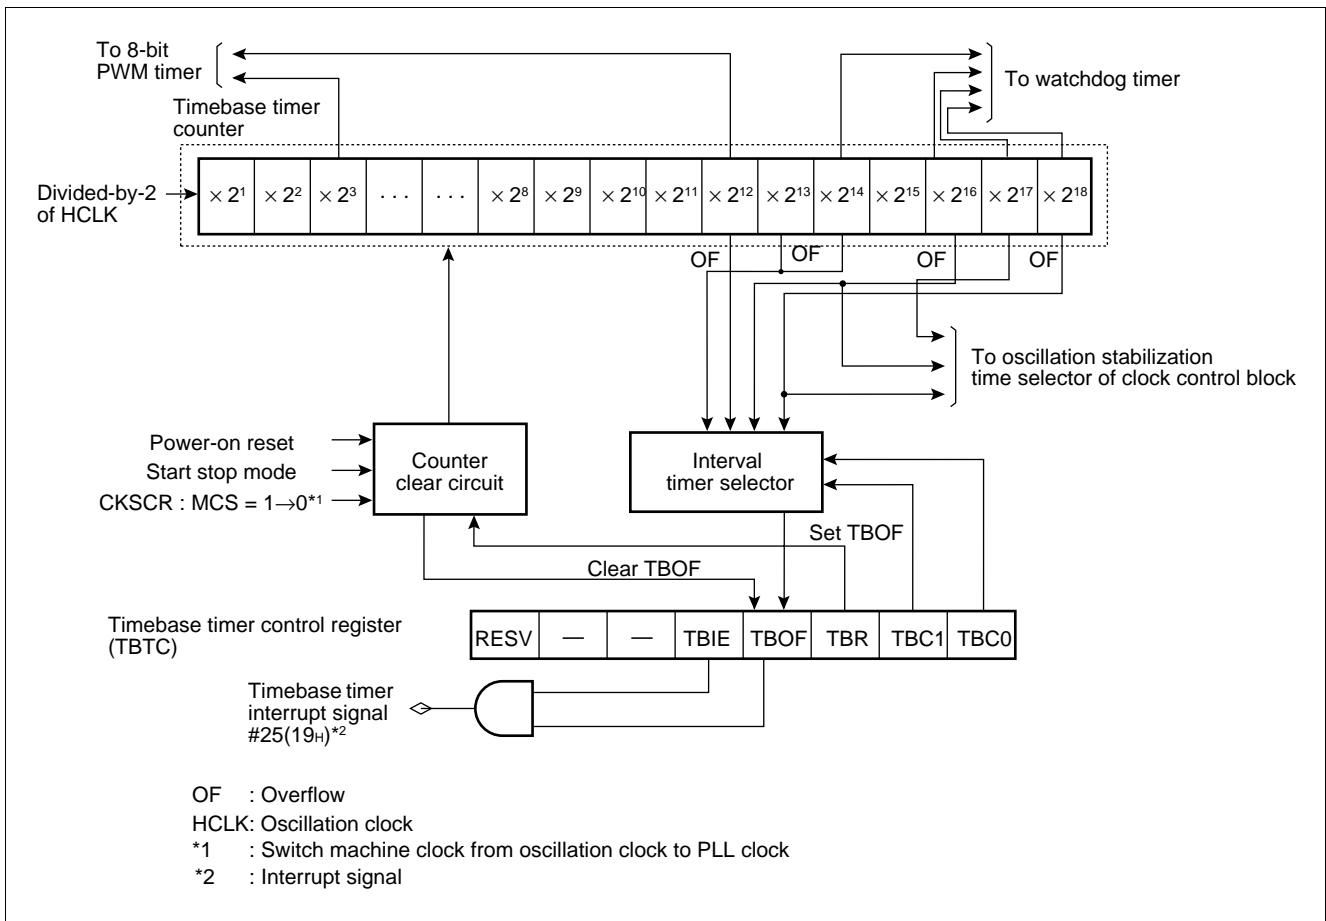 To 8-bit
PWM timer
To watchdog timer
Timebase timer
counter
Divided-by-2
of HCLK
× 2¹ × 2² × 2³ · · · · · · × 2⁸ × 2⁹ × 2¹⁰ × 2¹¹ × 2¹² × 2¹³ × 2¹⁴ × 2¹⁵ × 2¹⁶ × 2¹⁷ × 2¹⁸
OF OF OF OF
To oscillation stabilization
time selector of clock control block
Power-on reset
Start stop mode
CKSCR : MCS = 1→0*1
Counter
clear circuit
Interval
timer selector
Set TBOF
Clear TBOF
Timebase timer control register
(TBTC)
RESV — — TBIE TBOF TBR TBC1 TBC0
Timebase timer
interrupt signal
#25(19H)*2
OF : Overflow
HCLK: Oscillation clock
*1 : Switch machine clock from oscillation clock to PLL clock
*2 : Interrupt signal